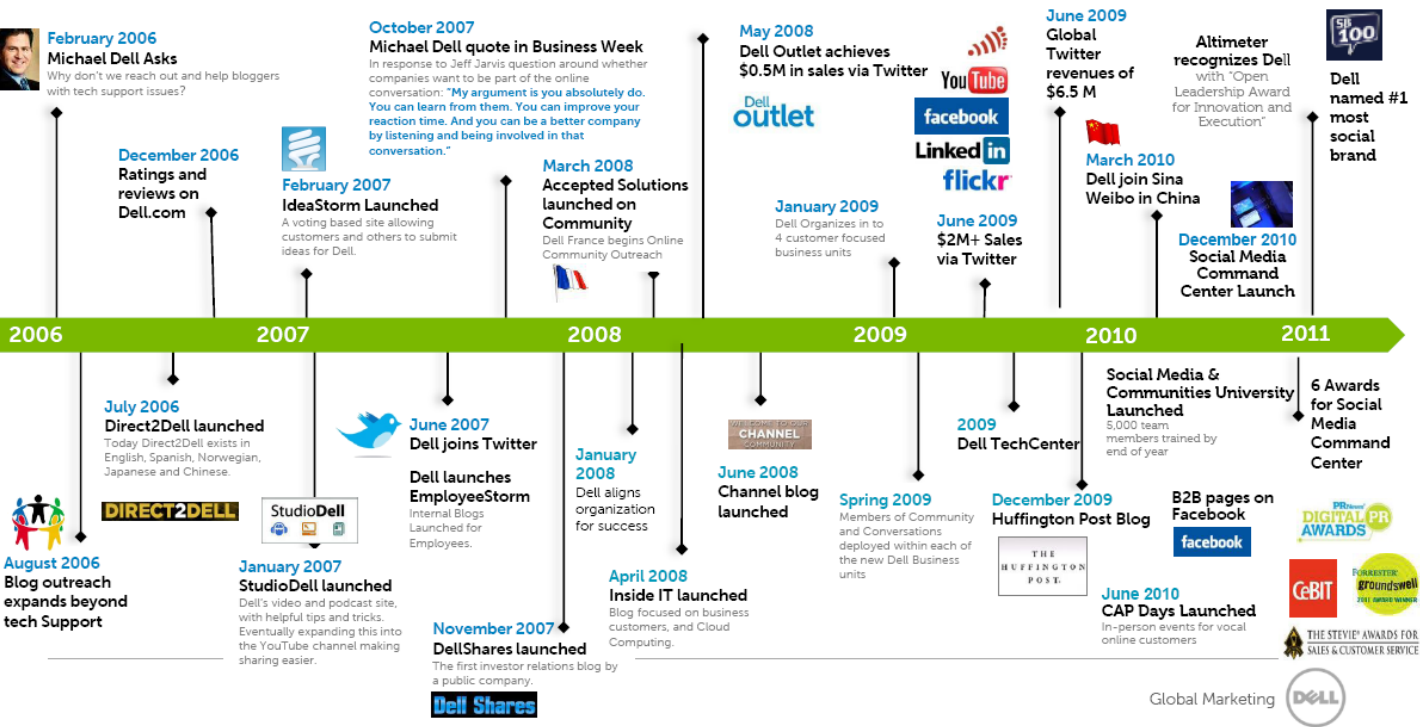 February 2006
Michael Dell Asks
Why don't we reach out and help bloggers
with tech support issues?
December 2006
Ratings and
reviews on
Dell.com
February 2007
IdeaStorm Launched
A voting based site allowing
customers and others to submit
ideas for Dell.
October 2007
Michael Dell quote in Business Week
In response to Jeff Jarvis question around whether
companies want to be part of the online
conversation: "My argument is you absolutely do.
You can learn from them. You can improve your
reaction time. And you can be a better company
by listening and being involved in that
conversation."
March 2008
Accepted Solutions
launched on
Community
Dell France begins Online
Community Outreach
May 2008
Dell Outlet achieves
$0.5M in sales via Twitter
Dell
outlet
January 2009
Dell Organizes in to
4 customer focused
business units
YouTube
facebook
Linked in
flickr
June 2009
$2M+ Sales
via Twitter
June 2009
Global
Twitter
revenues of
$6.5 M
March 2010
Dell join Sina
Weibo in China
Altimeter
recognizes Dell
with "Open
Leadership Award
for Innovation and
Execution"
December 2010
Social Media
Command
Center Launch
SB
100
Dell
named #1
most
social
brand
2006
2007
2008
2009
2010
2011
July 2006
Direct2Dell launched
Today Direct2Dell exists in
English, Spanish, Norwegian,
Japanese and Chinese.
DIRECT2DELL
August 2006
Blog outreach
expands beyond
tech Support
StudioDell
January 2007
StudioDell launched
Dell's video and podcast site,
with helpful tips and tricks.
Eventually expanding this into
the YouTube channel making
sharing easier.
June 2007
Dell joins Twitter
Dell launches
EmployeeStorm
Internal Blogs
Launched for
Employees.
November 2007
DellShares launched
The first investor relations blog by
a public company.
Dell Shares
January
2008
Dell aligns
organization
for success
April 2008
Inside IT launched
Blog focused on business
customers, and Cloud
Computing.
WELCOME TO OUR
CHANNEL
COMMUNITY
June 2008
Channel blog
launched
Spring 2009
Members of Community
and Conversations
deployed within each of
the new Dell Business
units
2009
Dell TechCenter
December 2009
Huffington Post Blog
THE
HUFFINGTON
POST.
Social Media &
Communities University
Launched
5,000 team
members trained by
end of year
B2B pages on
Facebook
facebook
June 2010
CAP Days Launched
In-person events for vocal
online customers
6 Awards
for Social
Media
Command
Center
PRNews'
DIGITAL PR
AWARDS
CeBIT
FORRESTER
groundswell
2011 AWARD WINNER
THE STEVIE® AWARDS FOR
SALES & CUSTOMER SERVICE
Global Marketing
DELL